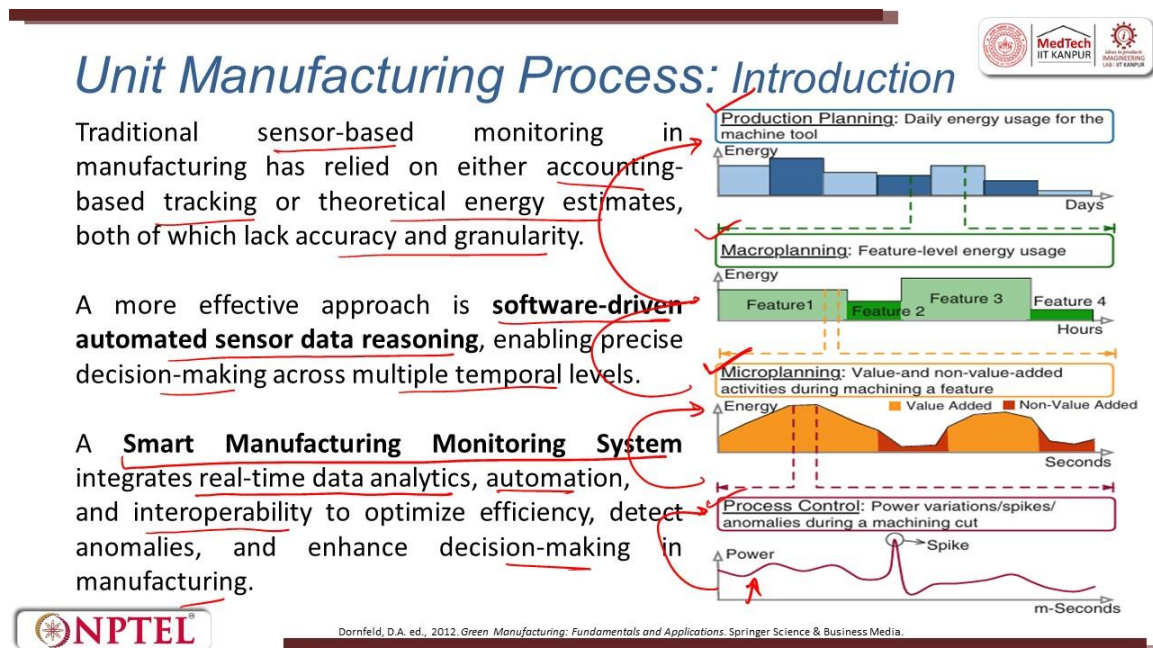 MedTech
IIT KANPUR
IMAGINEERING
LAB IIT KANPUR
Unit Manufacturing Process: Introduction
Traditional sensor-based monitoring in
manufacturing has relied on either accounting-
based tracking or theoretical energy estimates,
both of which lack accuracy and granularity.
A more effective approach is software-driven
automated sensor data reasoning, enabling precise
decision-making across multiple temporal levels.
A Smart Manufacturing Monitoring System
integrates real-time data analytics, automation,
and interoperability to optimize efficiency, detect
anomalies, and enhance decision-making in
manufacturing.
Production Planning: Daily energy usage for the
machine tool
Energy
Days
Macroplanning: Feature-level energy usage
Energy
Feature1
Feature 2
Feature 3
Feature 4
Hours
Microplanning: Value-and non-value-added
activities during machining a feature
Energy
Value Added
Non-Value Added
Seconds
Process Control: Power variations/spikes/
anomalies during a machining cut
Power
Spike
m-Seconds
NPTEL
®
Dornfeld, D.A. ed., 2012. Green Manufacturing: Fundamentals and Applications. Springer Science & Business Media.